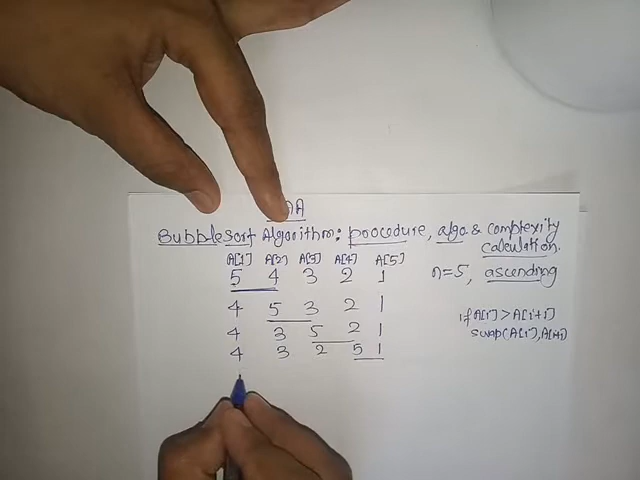 AA
Bubblesort Algorithm: procedure, algo. & complexity
calculation.
A[1] A[2] A[3] A[4] A[5]
5 4 3 2 1 n=5, ascending
4 5 3 2 1
if A[i] > A[i+1]
4 3 5 2 1 swap(A[i], A[i+1])
4 3 2 5 1